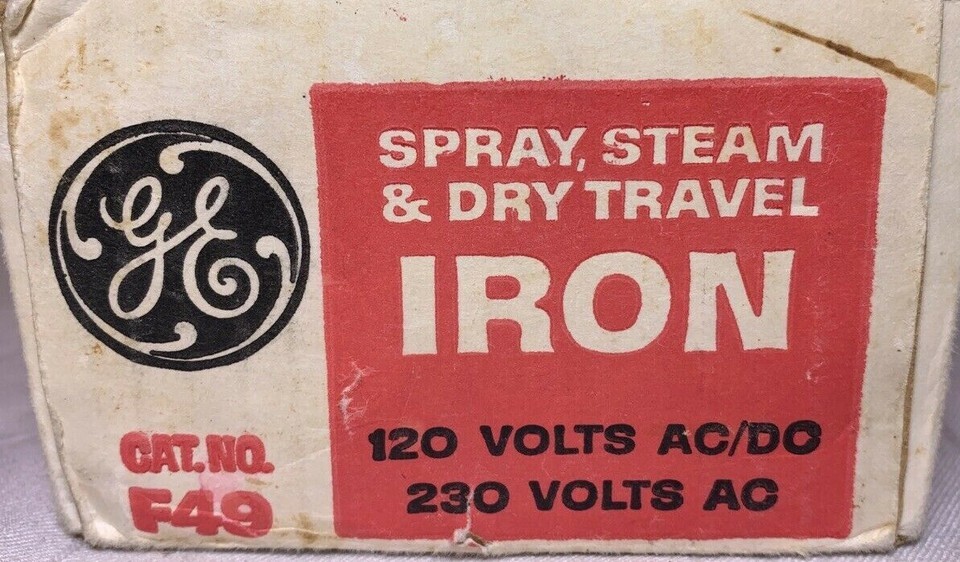 GE
SPRAY, STEAM
& DRY TRAVEL
IRON
120 VOLTS AC/DC
230 VOLTS AC
CAT. NO.
F49